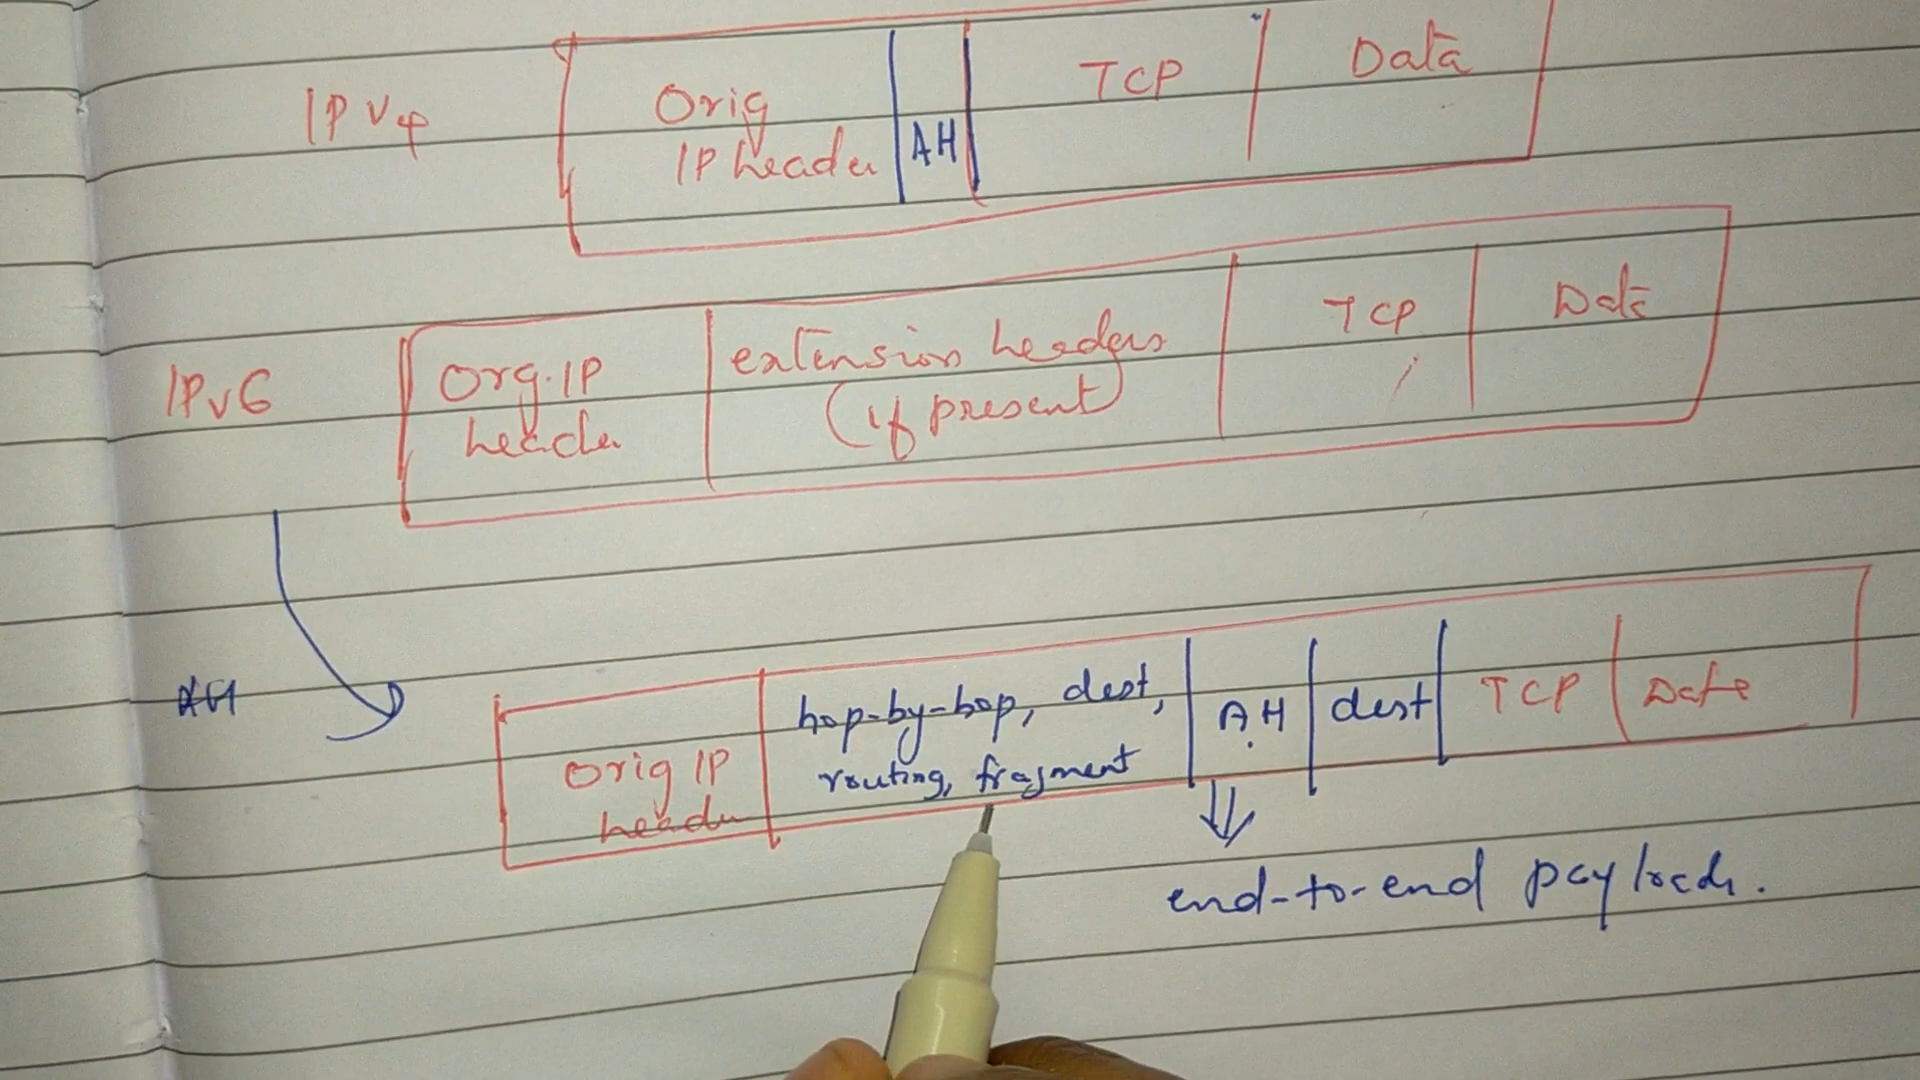 IPv4
Orig
IP header
AH
TCP
Data
IPv6
Org.IP
header
extension headers
(if present)
TCP
Data
AH
Orig IP
header
hop-by-hop, dest,
routing, fragment
AH
dest
TCP
Data
end-to-end payload.